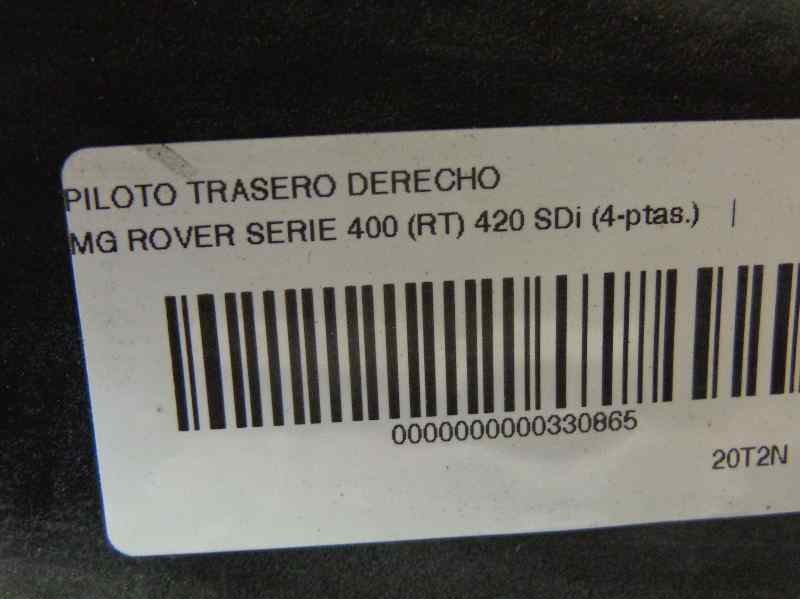 PILOTO TRASERO DERECHO
MG ROVER SERIE 400 (RT) 420 SDi (4-ptas.) |
0000000000330865
20T2N